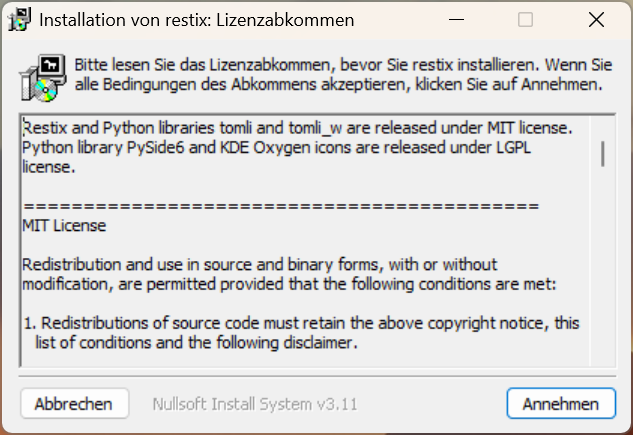 Installation von restix: Lizenzabkommen
Bitte lesen Sie das Lizenzabkommen, bevor Sie restix installieren. Wenn Sie
alle Bedingungen des Abkommens akzeptieren, klicken Sie auf Annehmen.
Restix and Python libraries tomli and tomli_w are released under MIT license.
Python library PySide6 and KDE Oxygen icons are released under LGPL
license.
===========================================
MIT License
Redistribution and use in source and binary forms, with or without
modification, are permitted provided that the following conditions are met:
1. Redistributions of source code must retain the above copyright notice, this
list of conditions and the following disclaimer.
Abbrechen
Nullsoft Install System v3.11
Annehmen